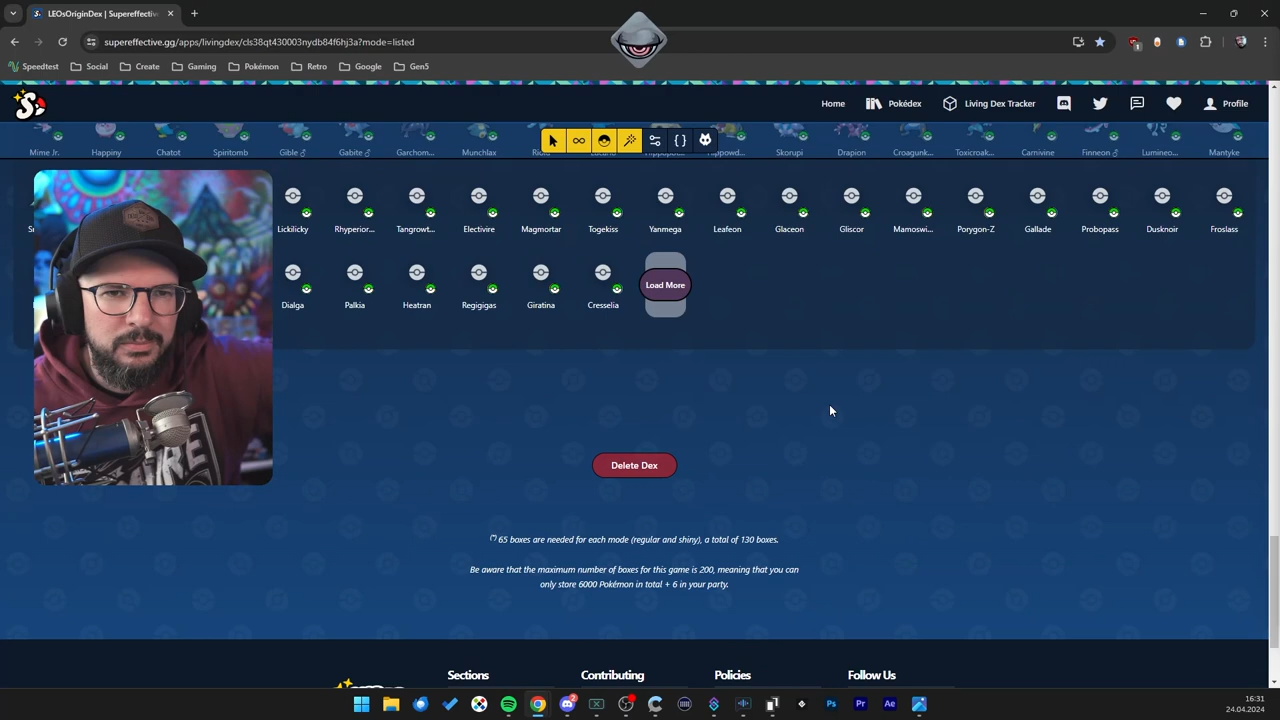 LEOsOriginDex | Supereffective
supereffective.gg/apps/livingdex/cls38qt430003nydb84f6hj3a?mode=listed
Speedtest Social Create Gaming Pokémon Retro Google Gen5
Home Pokédex Living Dex Tracker Profile
Mime Jr. Happiny Chatot Spiritomb Gible ♂ Gabite ♂ Garchom... Munchlax Drapion Croagunk... Toxicroak... Carnivine Finneon ♂ Lumineo... Mantyke
Skorupi
Lickilicky Rhyperior... Tangrowt... Electivire Magmortar Togekiss Yanmega Leafeon Glaceon Gliscor Mamoswi... Porygon-Z Gallade Probopass Dusknoir Froslass
Load More
Dialga Palkia Heatran Regigigas Giratina Cresselia
Delete Dex
(*) 65 boxes are needed for each mode (regular and shiny), a total of 130 boxes.
Be aware that the maximum number of boxes for this game is 200, meaning that you can
only store 6000 Pokémon in total + 6 in your party.
Sections Contributing Policies Follow Us
16:31
24.04.2024